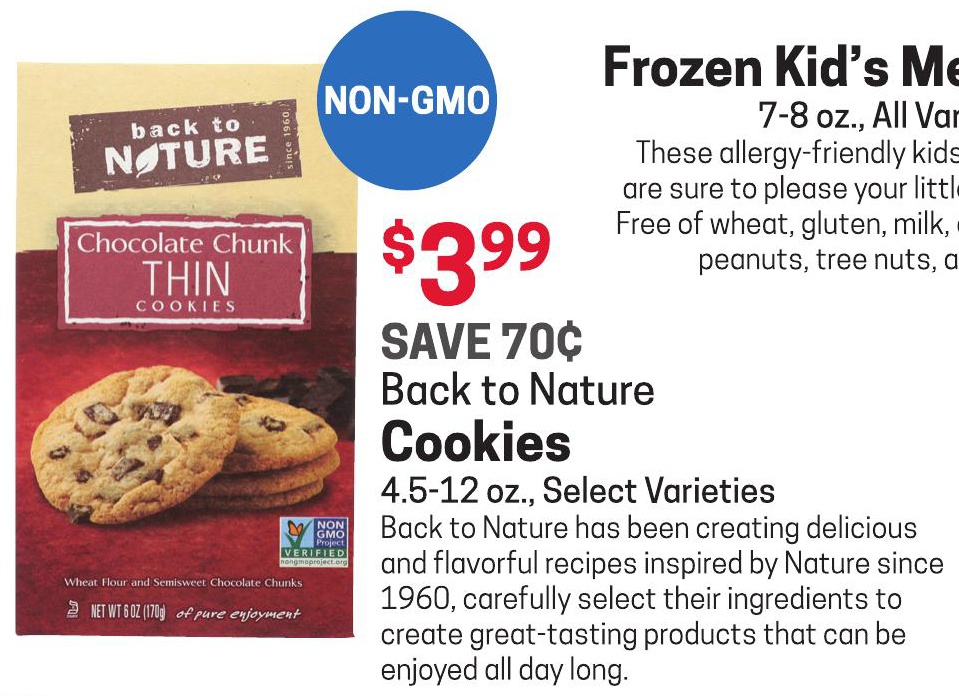 back to
NATURE
since 1960
Chocolate Chunk
THIN
COOKIES
NON
GMO
Project
VERIFIED
nongmoproject.org
Wheat Flour and Semisweet Chocolate Chunks
NET WT 6 OZ (170g) of pure enjoyment
NON-GMO
$3.99
SAVE 70¢
Back to Nature
Cookies
4.5-12 oz., Select Varieties
Back to Nature has been creating delicious
and flavorful recipes inspired by Nature since
1960, carefully select their ingredients to
create great-tasting products that can be
enjoyed all day long.
Frozen Kid's Me
7-8 oz., All Var
These allergy-friendly kids
are sure to please your little
Free of wheat, gluten, milk,
peanuts, tree nuts, a